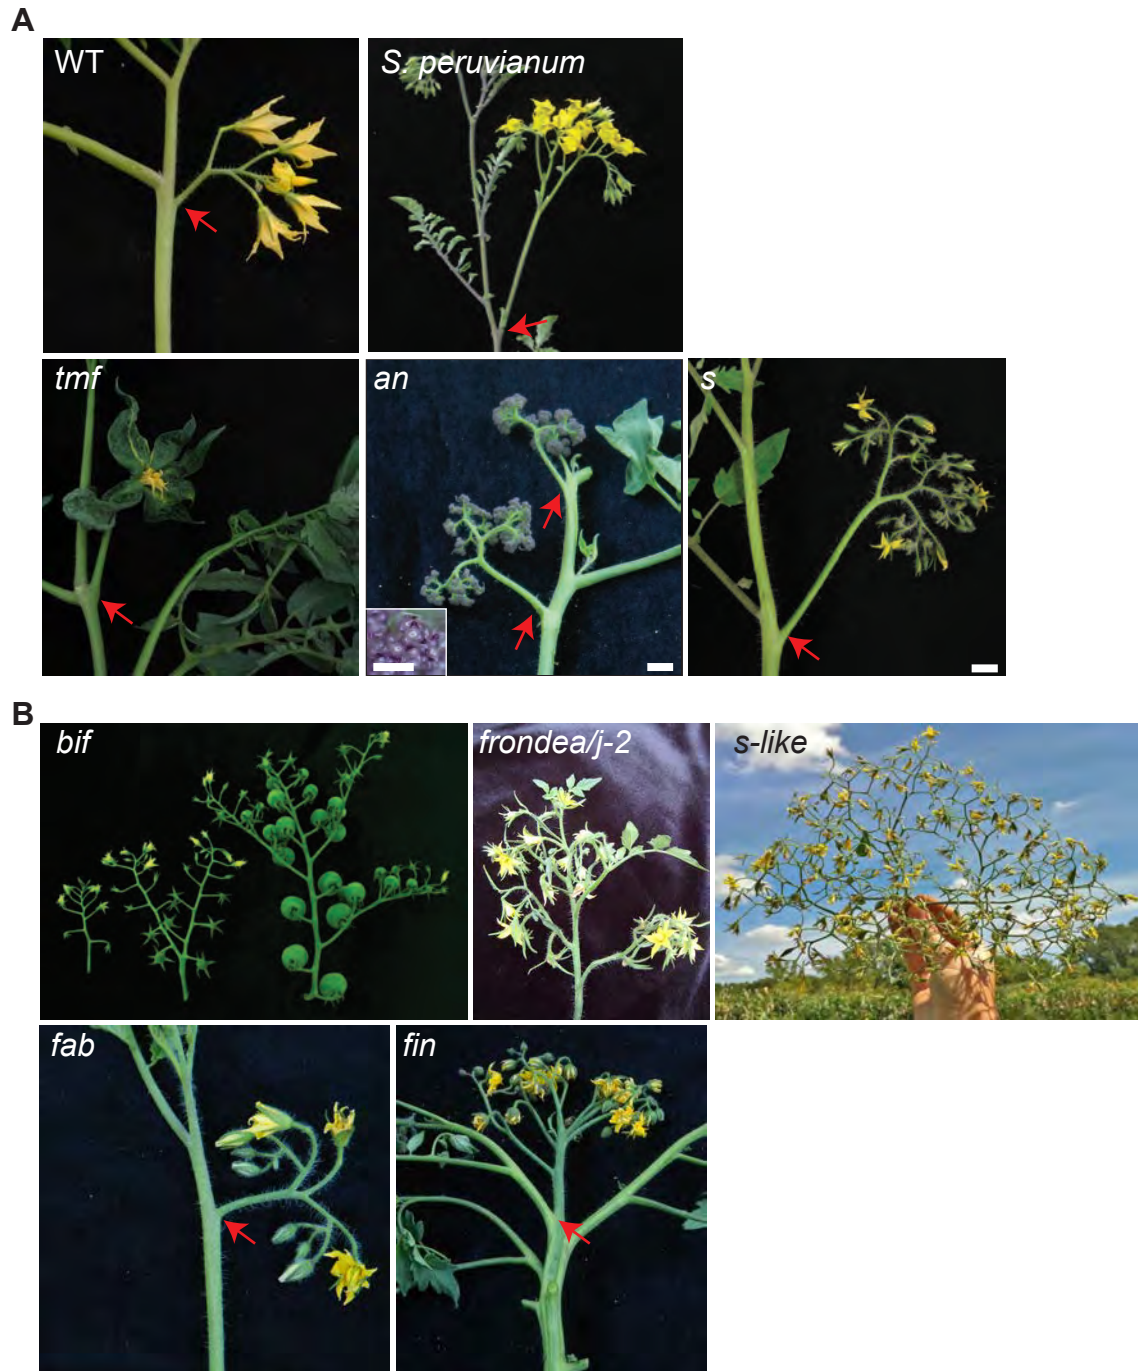 A
WT
S. peruvianum
tmf
an
s
B
bif
frondea/j-2
s-like
fab
fin